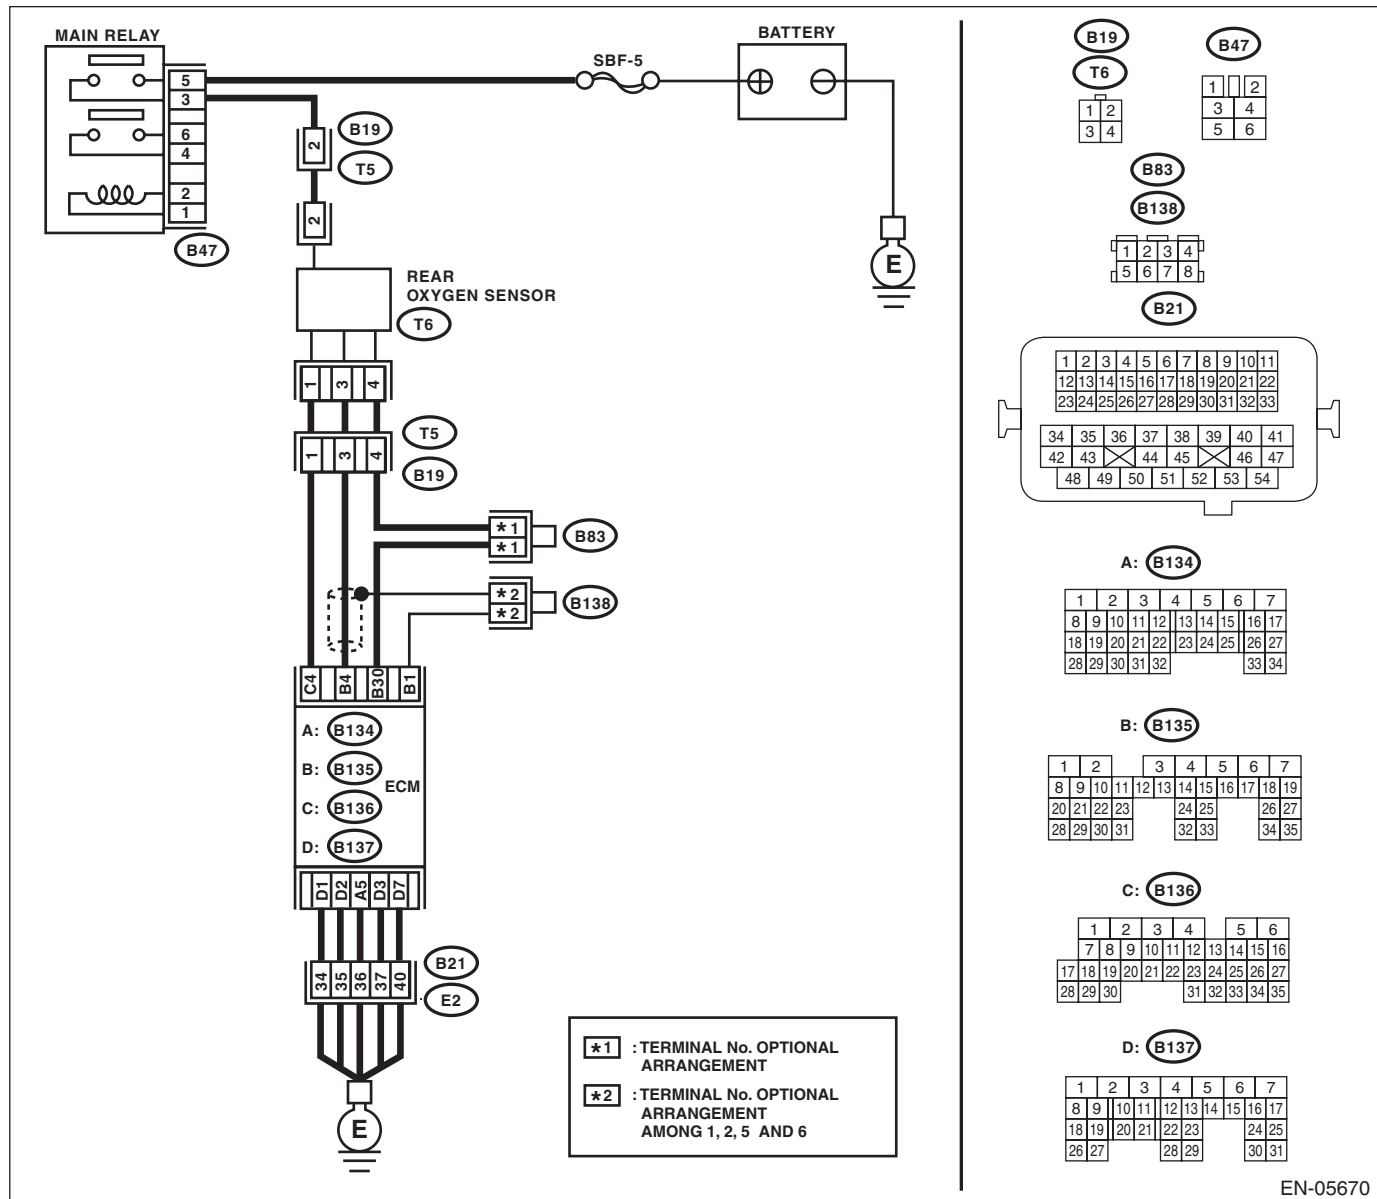 MAIN RELAY
5
3
6
4
2
1
B47
SBF-5
BATTERY
E
2
B19
T5
2
REAR
OXYGEN SENSOR
T6
1 3 4
T5
1 3 4
B19
*1
*1
B83
*2
*2
B138
C4 B4 B30 B1
A: B134
B: B135
C: B136
D: B137
ECM
D1 D2 A5 D3 D7
34 35 36 37 40
B21
E2
E
*1 : TERMINAL No. OPTIONAL
ARRANGEMENT
*2 : TERMINAL No. OPTIONAL
ARRANGEMENT
AMONG 1, 2, 5 AND 6
B19
T6
1 2
3 4
B47
1 2
3 4
5 6
B83
B138
1 2 3 4
5 6 7 8
B21
1 2 3 4 5 6 7 8 9 10 11
12 13 14 15 16 17 18 19 20 21 22
23 24 25 26 27 28 29 30 31 32 33
34 35 36 37 38 39 40 41
42 43 44 45 46 47
48 49 50 51 52 53 54
A: B134
1 2 3 4 5 6 7
8 9 10 11 12 13 14 15 16 17
18 19 20 21 22 23 24 25 26 27
28 29 30 31 32 33 34
B: B135
1 2 3 4 5 6 7
8 9 10 11 12 13 14 15 16 17 18 19
20 21 22 23 24 25 26 27
28 29 30 31 32 33 34 35
C: B136
1 2 3 4 5 6
7 8 9 10 11 12 13 14 15 16
17 18 19 20 21 22 23 24 25 26 27
28 29 30 31 32 33 34 35
D: B137
1 2 3 4 5 6 7
8 9 10 11 12 13 14 15 16 17
18 19 20 21 22 23 24 25
26 27 28 29 30 31
EN-05670